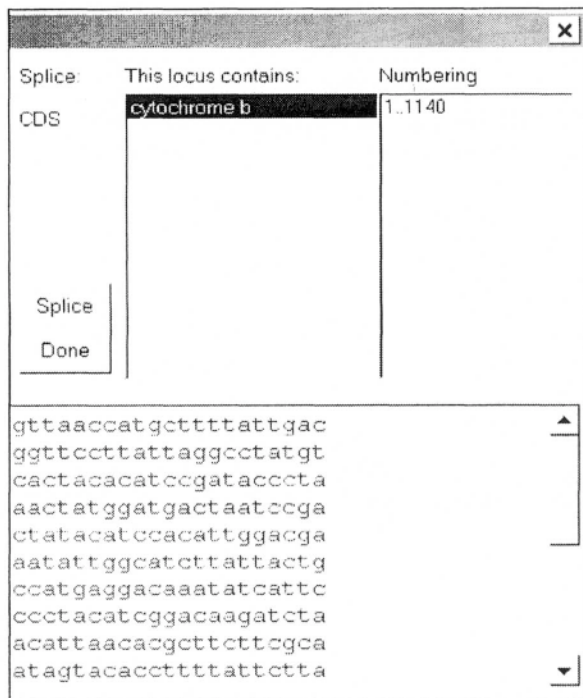 Splice: This locus contains: Numbering
CDS cytochrome b 1..1140
Splice
Done
gttaaccatgcttttattgac
ggttccttattaggcctatgt
cactacacatccgatacccta
aactatggatgactaatccga
ctatacatccacattggacga
aatattggcatcttattactg
ccatgaggacaaatatcattc
ccctacatcggacaagatcta
acattaacacgcttcttcgca
atagtacaccttttattctta